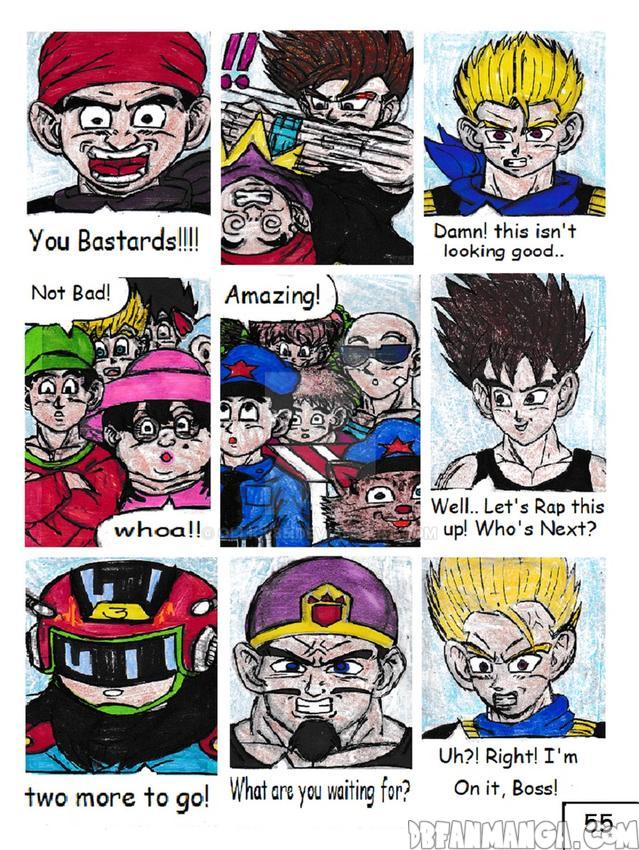 You Bastards!!!!
!!
Damn! this isn't
looking good..
Not Bad!
whoa!!
Amazing!
Well.. Let's Rap this
up! Who's Next?
3
two more to go!
What are you waiting for?
Uh?! Right! I'm
On it, Boss!
55
DBFANMANGA.COM